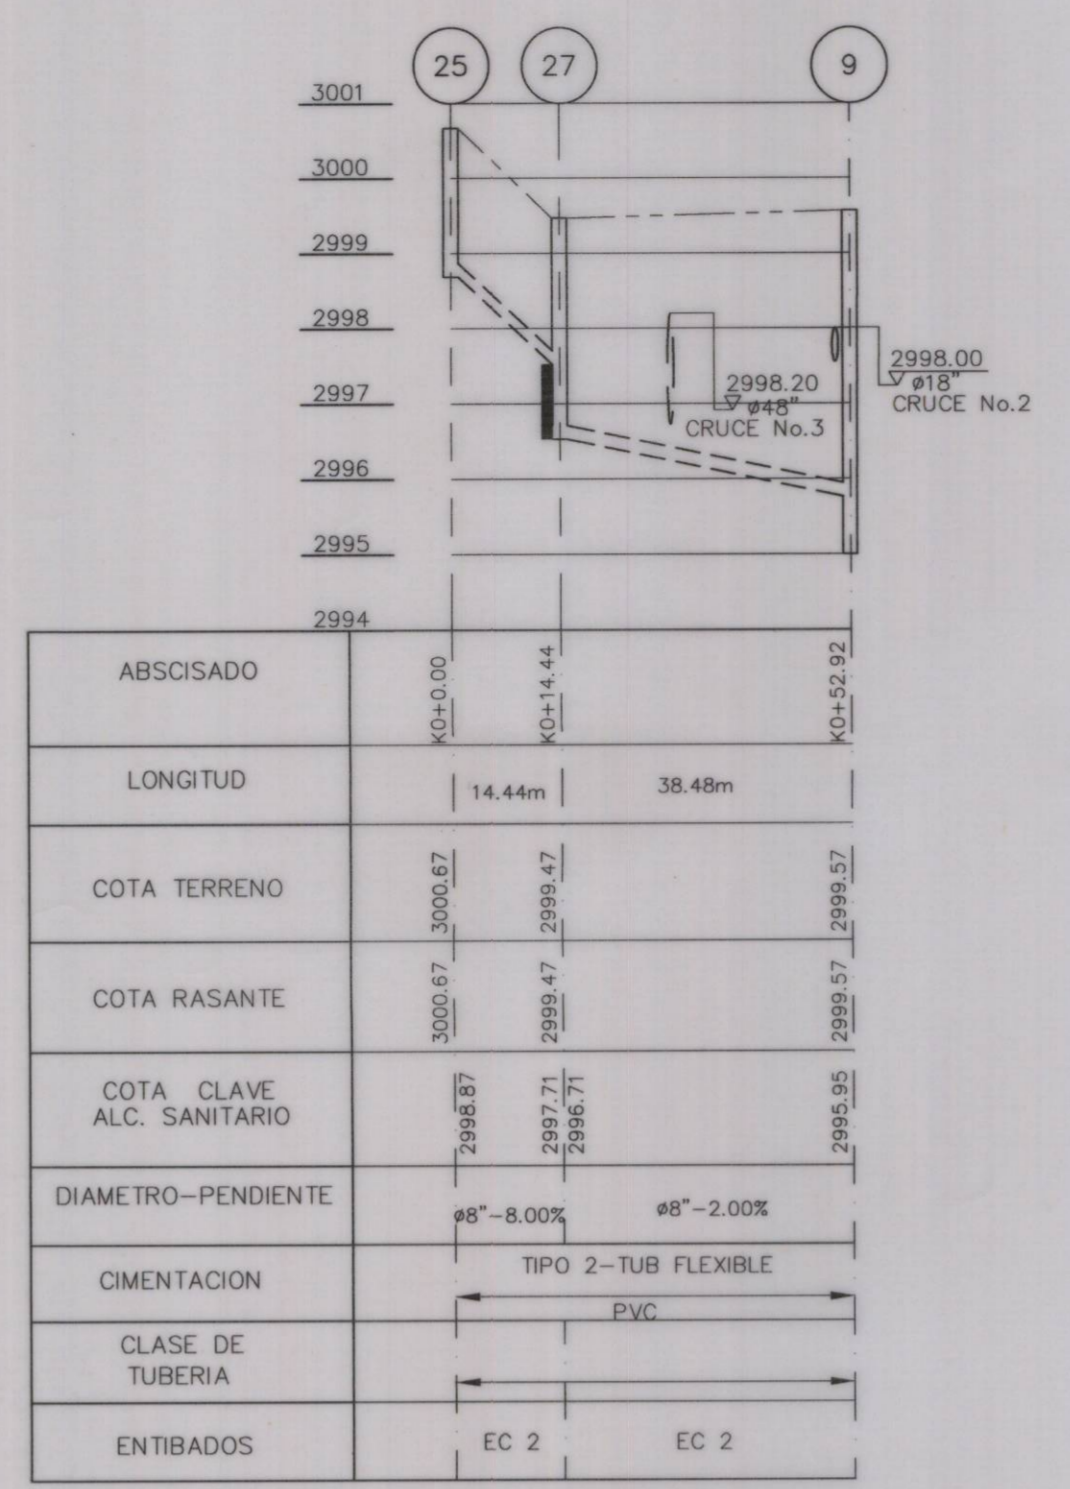 25 27 9
3001
3000
2999
2998
2997
2996
2995
2994
2998.20
ø48"
CRUCE No.3
2998.00
ø18"
CRUCE No.2
ABSCISADO K0+0.00 K0+14.44 K0+52.92
LONGITUD 14.44m 38.48m
COTA TERRENO 3000.67 2999.47 2999.57
COTA RASANTE 3000.67 2999.47 2999.57
COTA CLAVE
ALC. SANITARIO 2998.87 2997.71 2996.71 2995.95
DIAMETRO-PENDIENTE ø8"-8.00% ø8"-2.00%
CIMENTACION TIPO 2-TUB FLEXIBLE
PVC
CLASE DE
TUBERIA
ENTIBADOS EC 2 EC 2